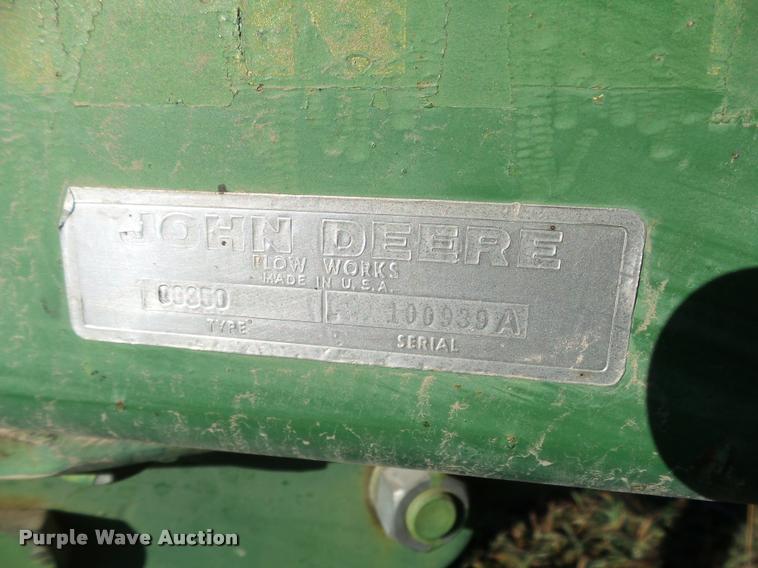 JOHN DEERE
PLOW WORKS
MADE IN U.S.A.
100939A
TYPE SERIAL
Purple Wave Auction